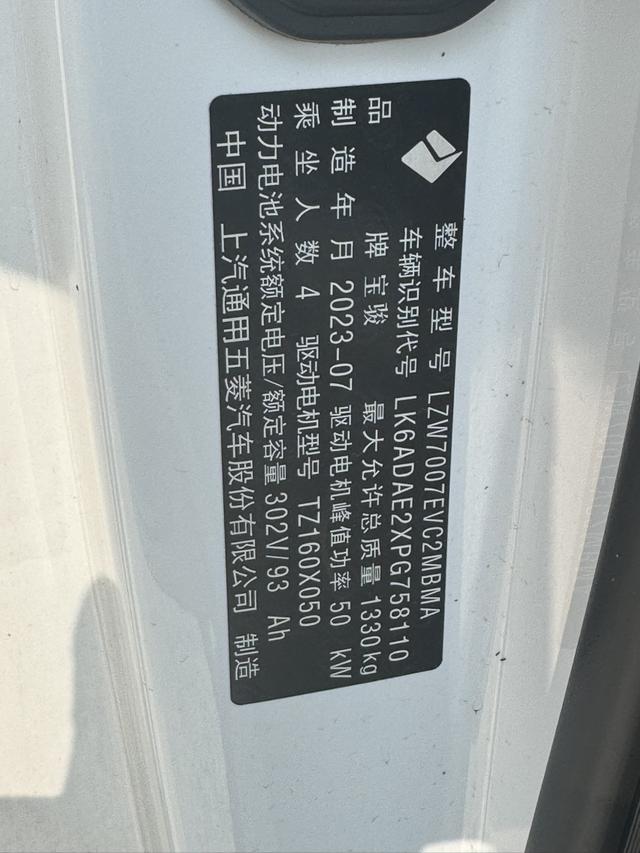 整车型号 LZW7007EVC2MBMA
车辆识别代号 LK6ADAE2XPG758110
品牌 宝骏 最大允许总质量 1330kg
制造年月 2023-07 驱动电机峰值功率 50 kW
乘坐人数 4 驱动电机型号 TZ160X050
动力电池系统额定电压/额定容量 302V/93 Ah
中国 上汽通用五菱汽车股份有限公司 制造